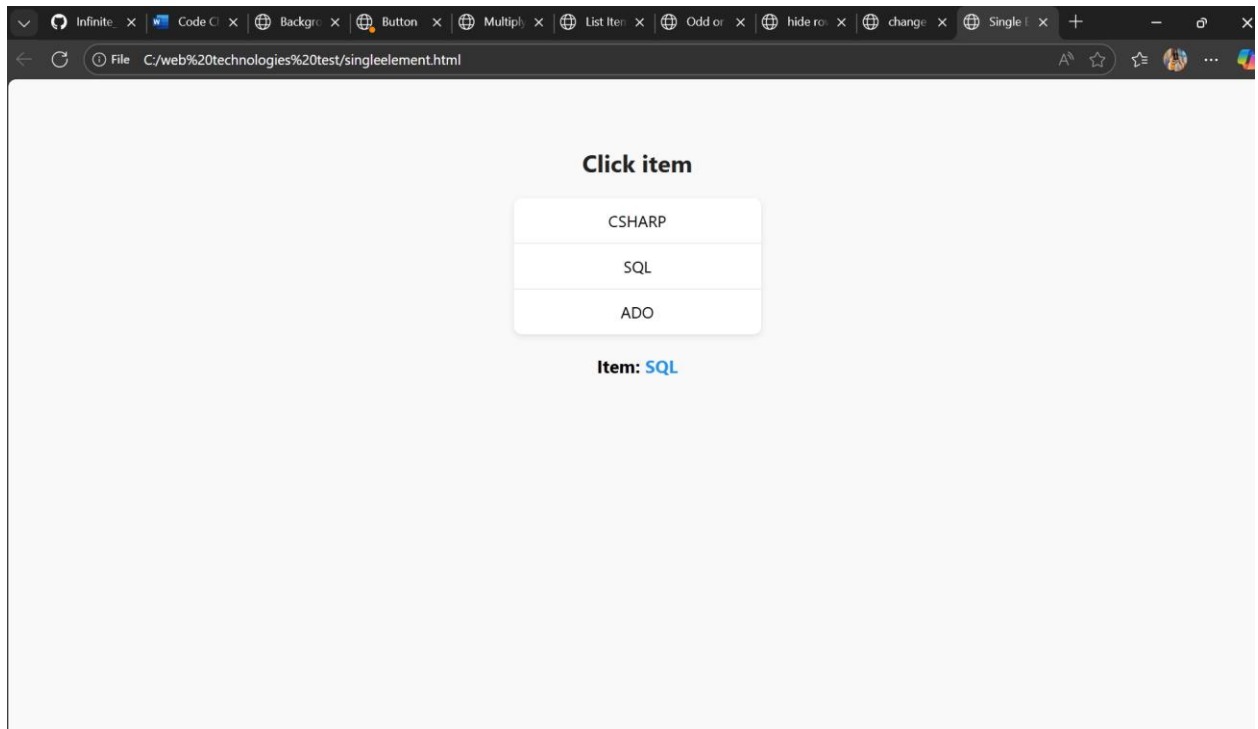 Infinite_ Code Cl Backgro Button Multiply List Iten Odd or hide rov change Single E
File C:/web%20technologies%20test/singleelement.html
Click item
CSHARP
SQL
ADO
Item: SQL